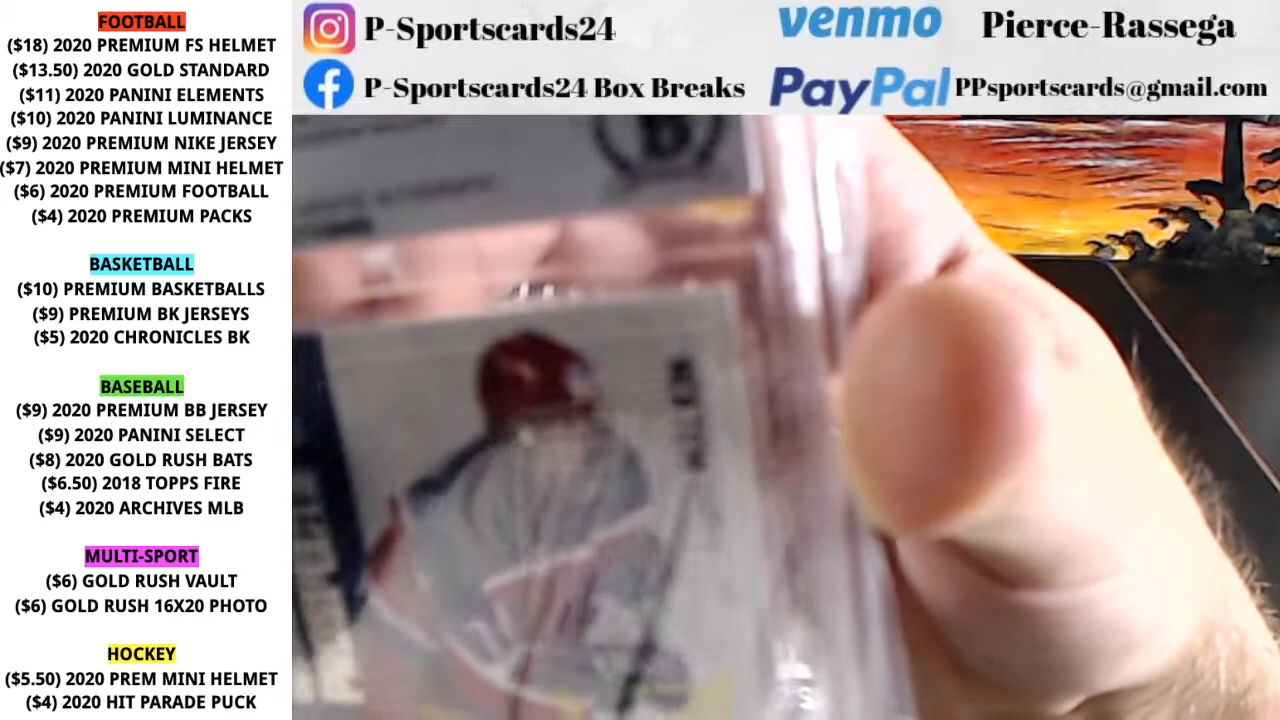 FOOTBALL
($18) 2020 PREMIUM FS HELMET
($13.50) 2020 GOLD STANDARD
($11) 2020 PANINI ELEMENTS
($10) 2020 PANINI LUMINANCE
($9) 2020 PREMIUM NIKE JERSEY
($7) 2020 PREMIUM MINI HELMET
($6) 2020 PREMIUM FOOTBALL
($4) 2020 PREMIUM PACKS
BASKETBALL
($10) PREMIUM BASKETBALLS
($9) PREMIUM BK JERSEYS
($5) 2020 CHRONICLES BK
BASEBALL
($9) 2020 PREMIUM BB JERSEY
($9) 2020 PANINI SELECT
($8) 2020 GOLD RUSH BATS
($6.50) 2018 TOPPS FIRE
($4) 2020 ARCHIVES MLB
MULTI-SPORT
($6) GOLD RUSH VAULT
($6) GOLD RUSH 16X20 PHOTO
HOCKEY
($5.50) 2020 PREM MINI HELMET
($4) 2020 HIT PARADE PUCK
P-Sportscards24
P-Sportscards24 Box Breaks
venmo Pierce-Rassega
PayPal PPsportscards@gmail.com